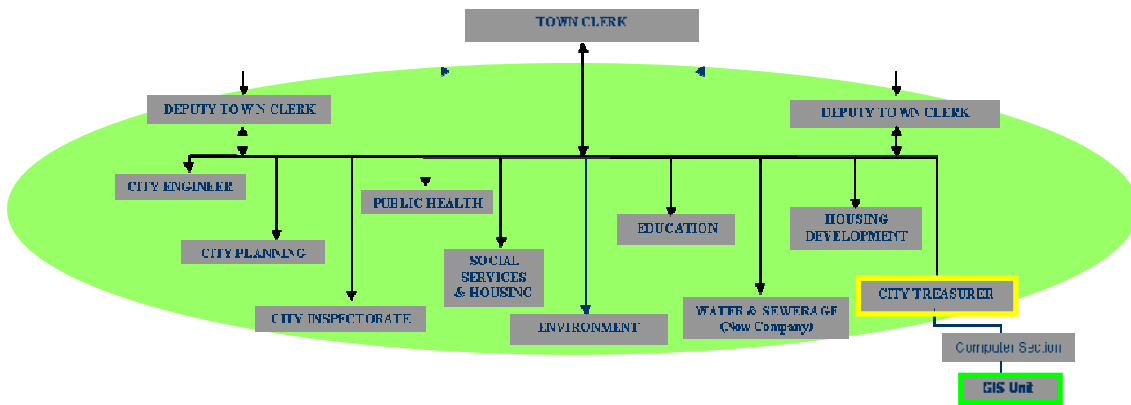 TOWN CLERK
DEPUTY TOWN CLERK
DEPUTY TOWN CLERK
CITY ENGINEER
PUBLIC HEALTH
EDUCATION
HOUSING
DEVELOPMENT
CITY PLANNING
SOCIAL
SERVICES
& HOUSING
CITY TREASURER
CITY INSPECTORATE
ENVIRONMENT
WATER & SEWERAGE
(Now Company)
Computer Section
GIS Unit